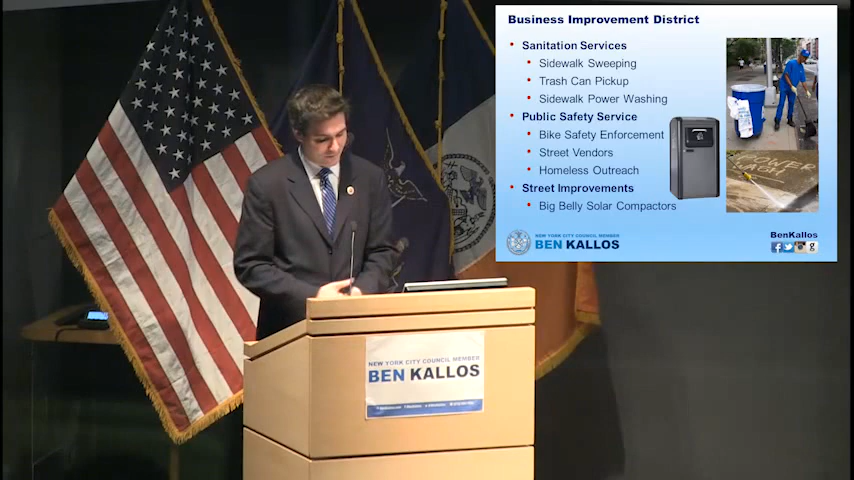 Business Improvement District
• Sanitation Services
• Sidewalk Sweeping
• Trash Can Pickup
• Sidewalk Power Washing
• Public Safety Service
• Bike Safety Enforcement
• Street Vendors
• Homeless Outreach
• Street Improvements
• Big Belly Solar Compactors
POWER
WASH
NEW YORK CITY COUNCIL MEMBER
BEN KALLOS
BenKallos
NEW YORK CITY COUNCIL MEMBER
BEN KALLOS